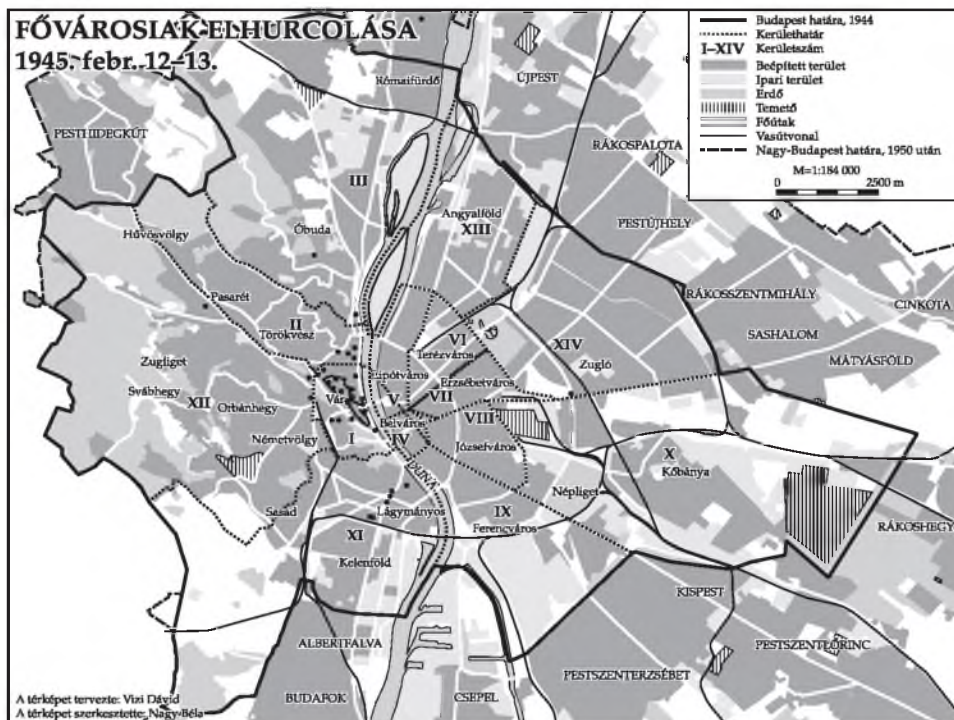 FŐVÁROSIAK ELHURCOLÁSA
1945. febr. 12–13.
Budapest határa, 1944
Kerülethatár
I–XIV Kerületszám
Beépített terület
Ipari terület
Erdő
Temető
Főútak
Vasútvonal
Nagy-Budapest határa, 1950 után
M=1:184 000
0 2500 m
Rómaifürdő
ÚJPEST
PESTHIDEGKÚT
RÁKOSPALOTA
III
Angyalföld
XIII
PESTÚJHELY
Hűvösvölgy
Óbuda
RÁKOSSZENTMIHÁLY
CINKOTA
Pasarét
II
Törökvész
SASHALOM
VI
Terézváros
XIV
Zugló
MÁTYÁSFÖLD
Zugliget
Lipótváros
Erzsébetváros
Svábhegy
XII
Orbánhegy
Vár
V
VII
Belváros
VIII
Németvölgy
I
IV
Józsefváros
X
Kőbánya
DUNA
Népliget
Sasad
Lágymányos
IX
Ferencváros
RÁKOSHEGY
XI
Kelenföld
KISPEST
ALBERTFALVA
PESTSZENTLŐRINC
PESTSZENTERZSÉBET
BUDAFOK
CSEPEL
A térképet tervezte: Vizi Dávid
A térképet szerkesztette: Nagy Béla